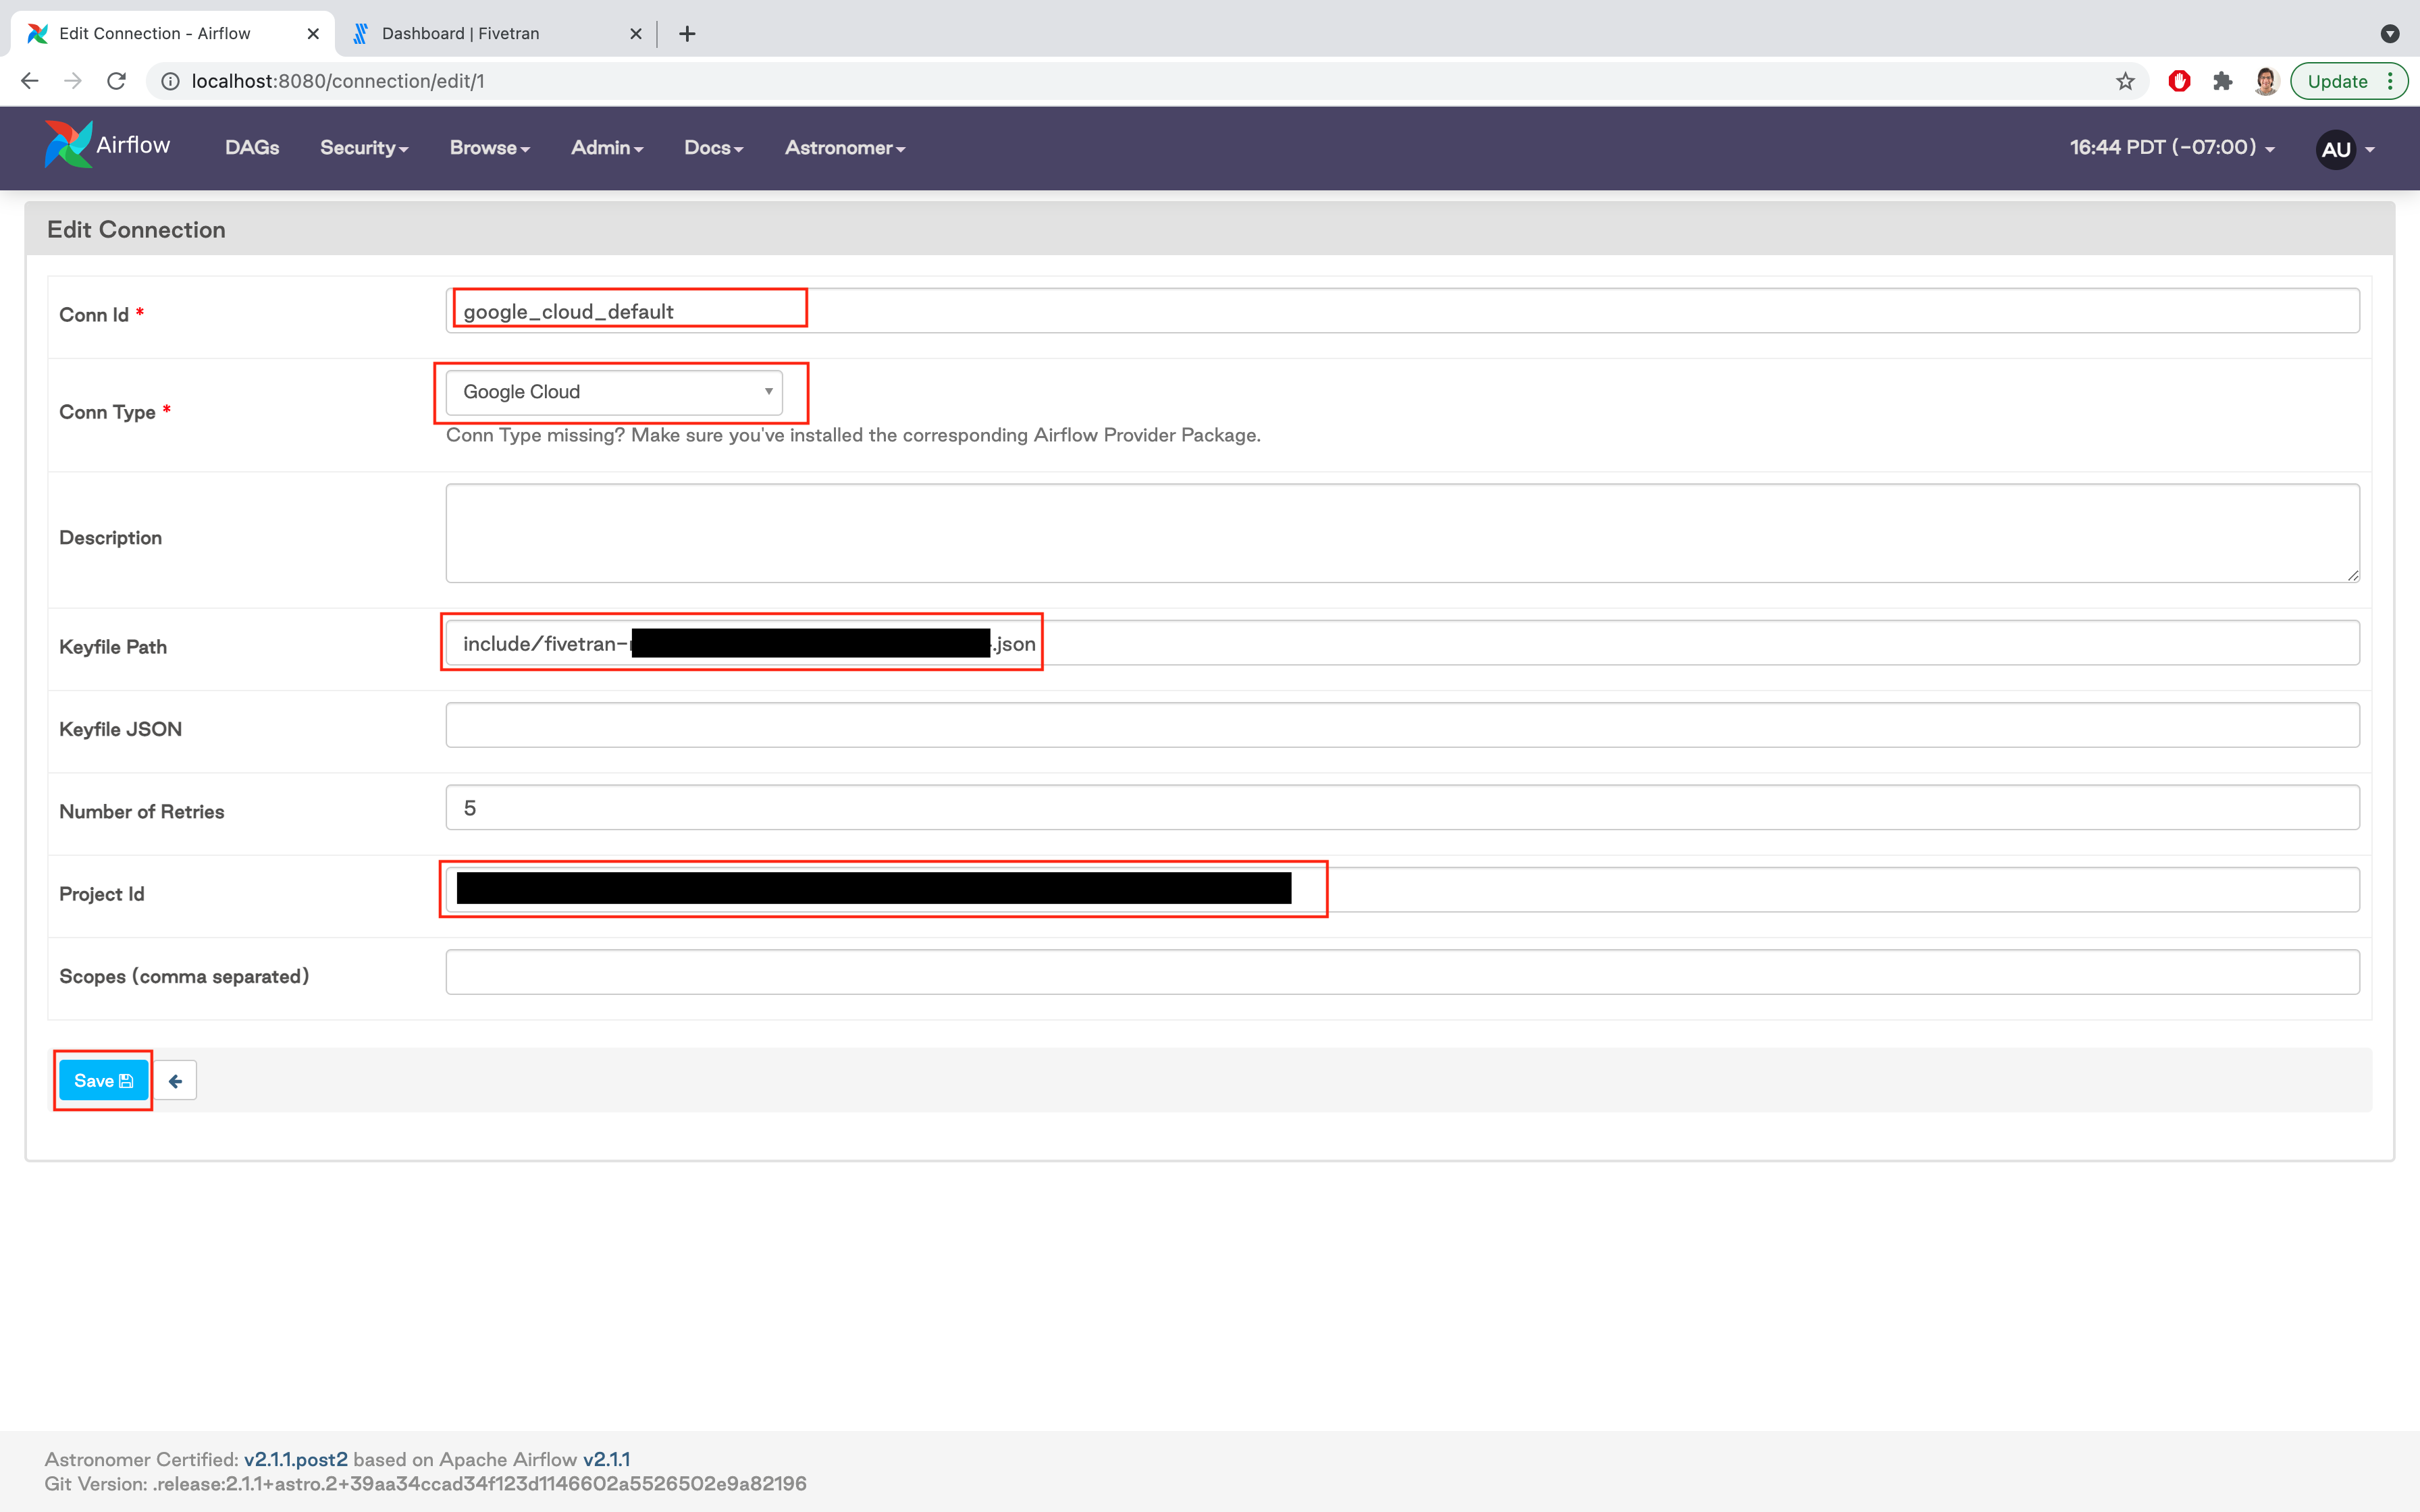 Edit Connection - Airflow
Dashboard | Fivetran
localhost:8080/connection/edit/1
Update
Airflow
DAGs
Security
Browse
Admin
Docs
Astronomer
16:44 PDT (-07:00)
AU
Edit Connection
Conn Id *
google_cloud_default
Conn Type *
Google Cloud
Conn Type missing? Make sure you've installed the corresponding Airflow Provider Package.
Description
Keyfile Path
include/fivetran-
.json
Keyfile JSON
Number of Retries
5
Project Id
Scopes (comma separated)
Save
Astronomer Certified: v2.1.1.post2 based on Apache Airflow v2.1.1
Git Version: .release:2.1.1+astro.2+39aa34ccad34f123d1146602a5526502e9a82196